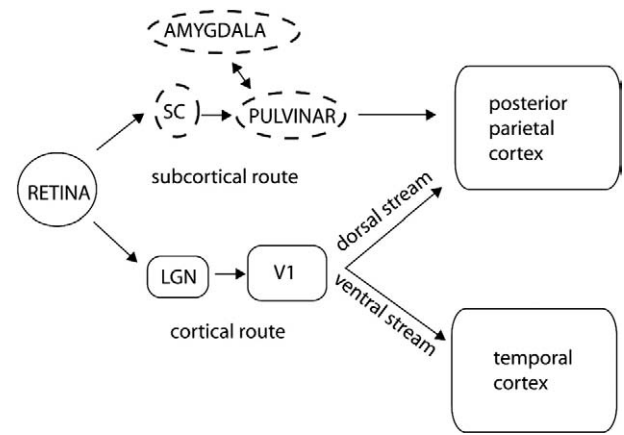 AMYGDALA
SC
PULVINAR
posterior
parietal
cortex
subcortical route
RETINA
dorsal stream
LGN
V1
ventral stream
cortical route
temporal
cortex